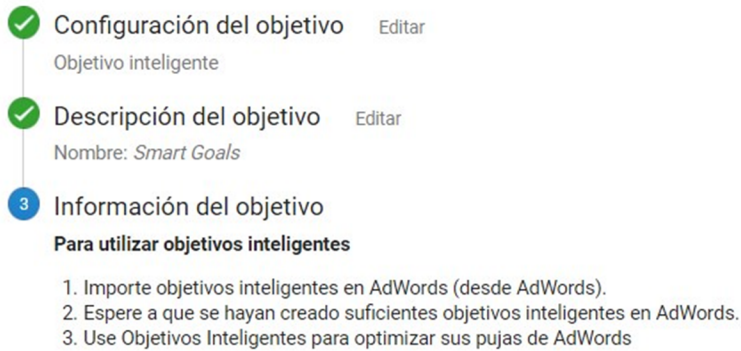 Configuración del objetivo Editar
Objetivo inteligente
Descripción del objetivo Editar
Nombre: Smart Goals
3 Información del objetivo
Para utilizar objetivos inteligentes
1. Importe objetivos inteligentes en AdWords (desde AdWords).
2. Espere a que se hayan creado suficientes objetivos inteligentes en AdWords.
3. Use Objetivos Inteligentes para optimizar sus pujas de AdWords